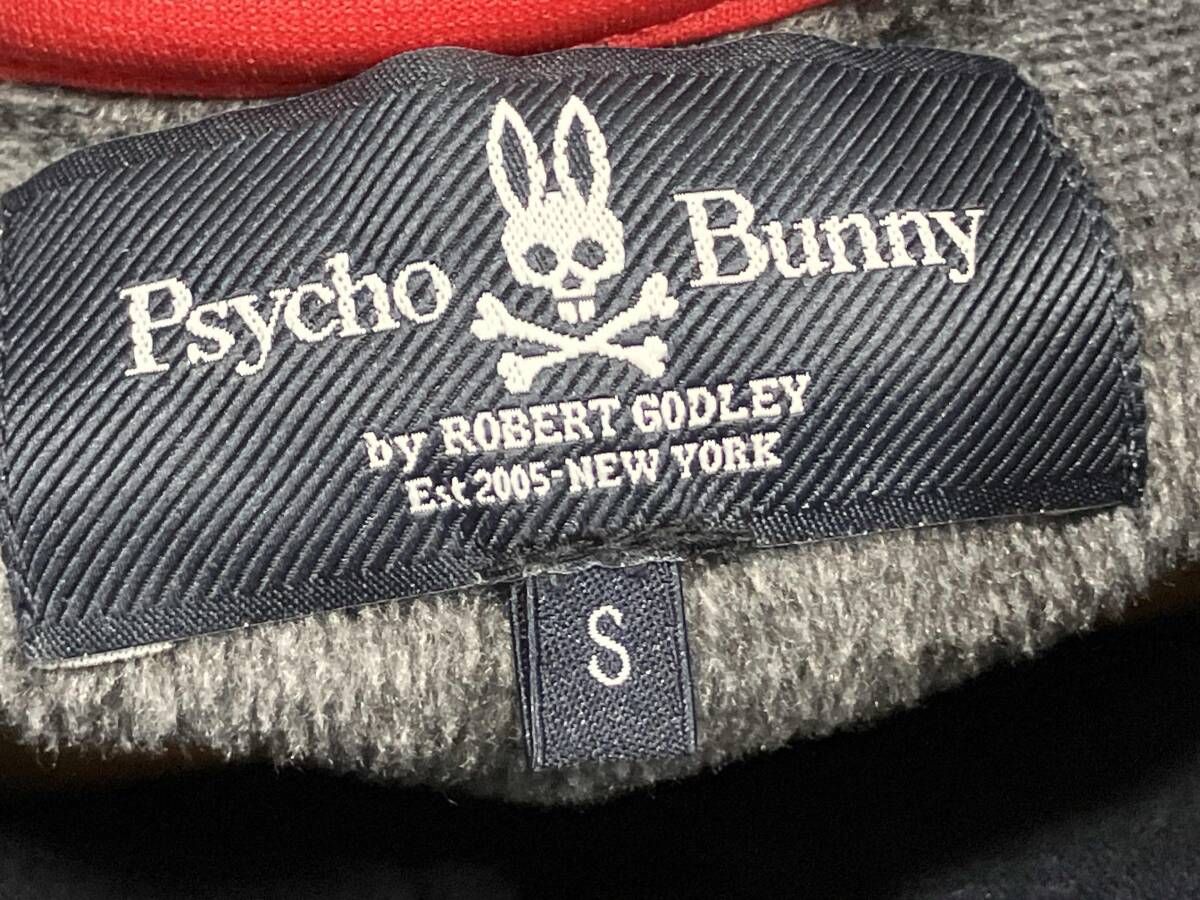 Psycho Bunny
by ROBERT GODLEY
Est 2005-NEW YORK
S